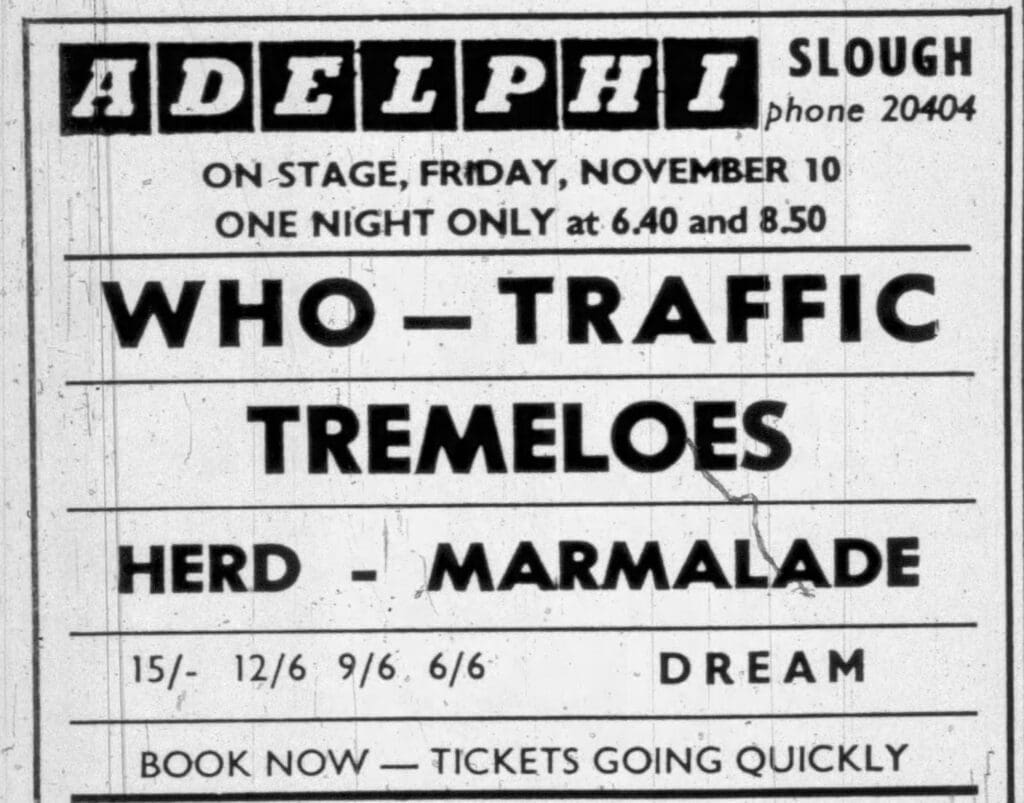 ADELPHI SLOUGH
phone 20404
ON STAGE, FRIDAY, NOVEMBER 10
ONE NIGHT ONLY at 6.40 and 8.50
WHO — TRAFFIC
TREMELOES
HERD - MARMALADE
15/- 12/6 9/6 6/6 DREAM
BOOK NOW — TICKETS GOING QUICKLY